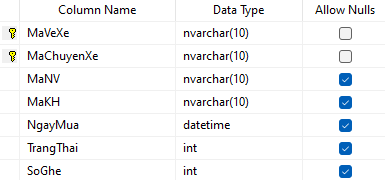 Column Name Data Type Allow Nulls
MaVeXe nvarchar(10)
MaChuyenXe nvarchar(10)
MaNV nvarchar(10)
MaKH nvarchar(10)
NgayMua datetime
TrangThai int
SoGhe int